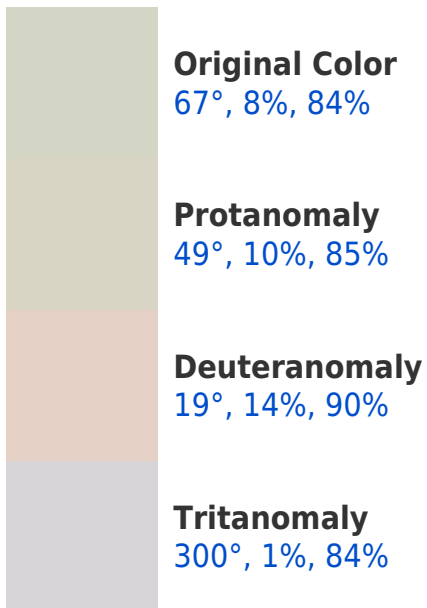 Original Color
67°, 8%, 84%
Protanomaly
49°, 10%, 85%
Deuteranomaly
19°, 14%, 90%
Tritanomaly
300°, 1%, 84%